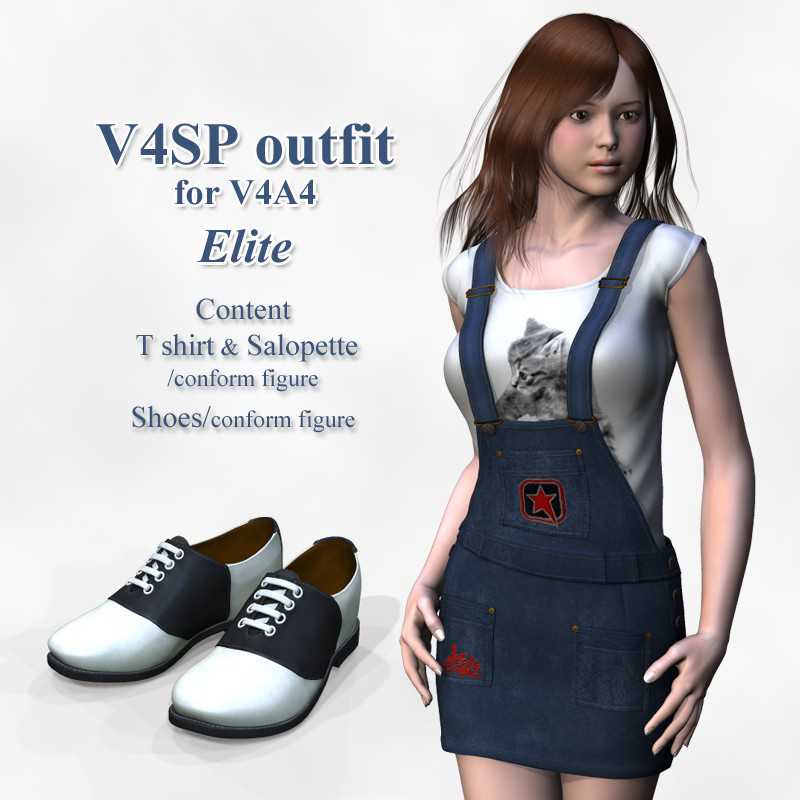 V4SP outfit
for V4A4
Elite
Content
T shirt & Salopette
/conform figure
Shoes/conform figure